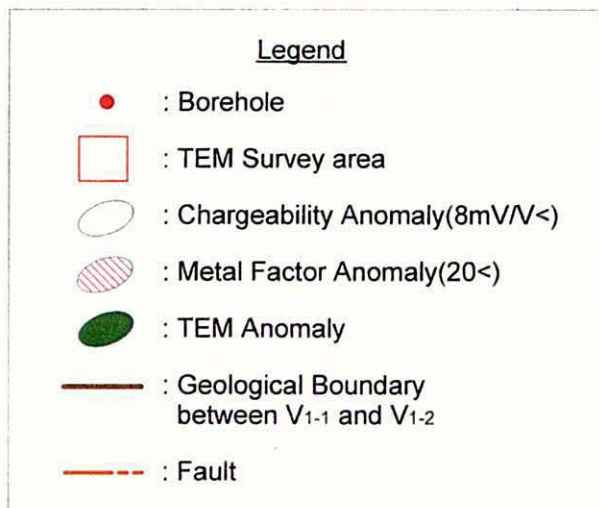 Legend
: Borehole
: TEM Survey area
: Chargeability Anomaly(8mV/V<)
: Metal Factor Anomaly(20<)
: TEM Anomaly
: Geological Boundary
between V1-1 and V1-2
: Fault